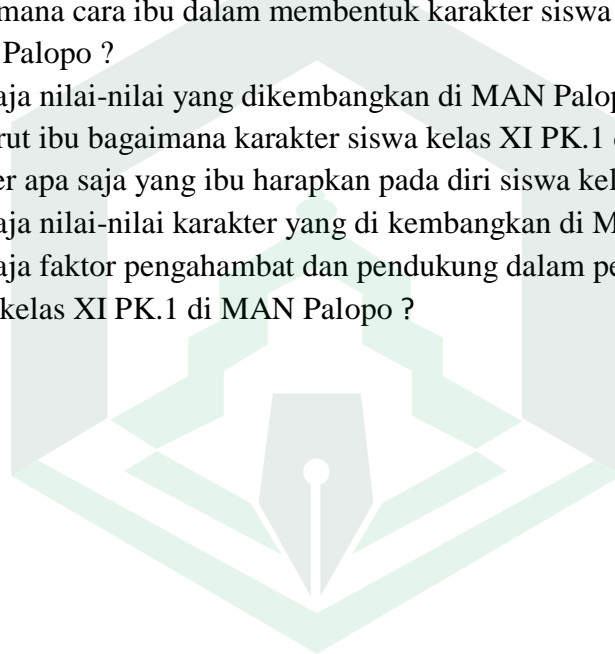 mana cara ibu dalam membentuk karakter siswa
Palopo ?
aja nilai-nilai yang dikembangkan di MAN Palop
rut ibu bagaimana karakter siswa kelas XI PK.1
er apa saja yang ibu harapkan pada diri siswa kel
aja nilai-nilai karakter yang di kembangkan di M
aja faktor pengahambat dan pendukung dalam pe
kelas XI PK.1 di MAN Palopo ?